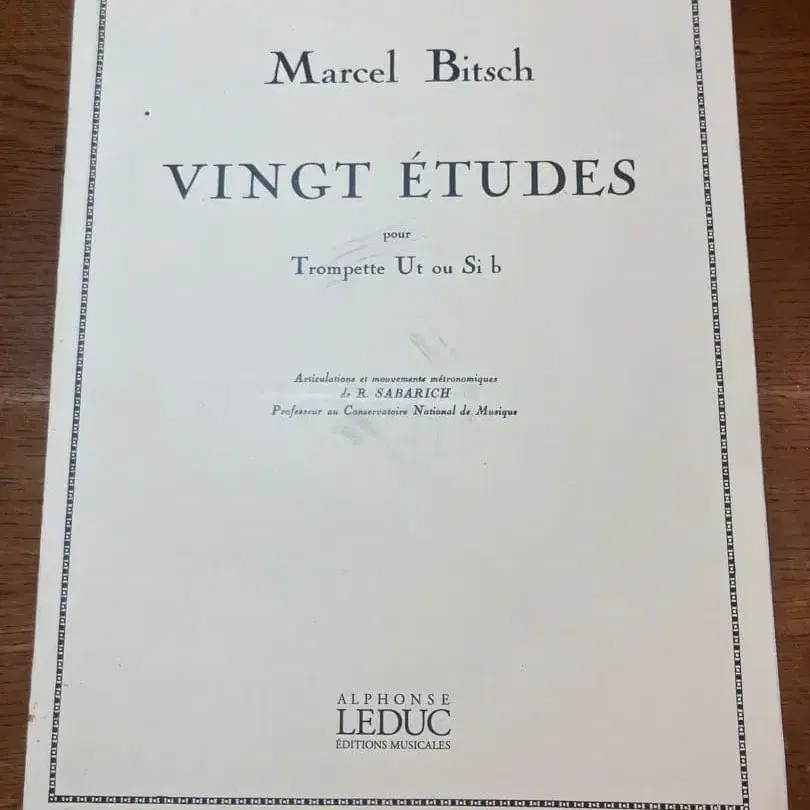 Marcel Bitsch
VINGT ÉTUDES
pour
Trompette Ut ou Si b
Articulations et mouvements métronomiques
de R. SABARICH
Professeur au Conservatoire National de Musique
ALPHONSE
LEDUC
ÉDITIONS MUSICALES